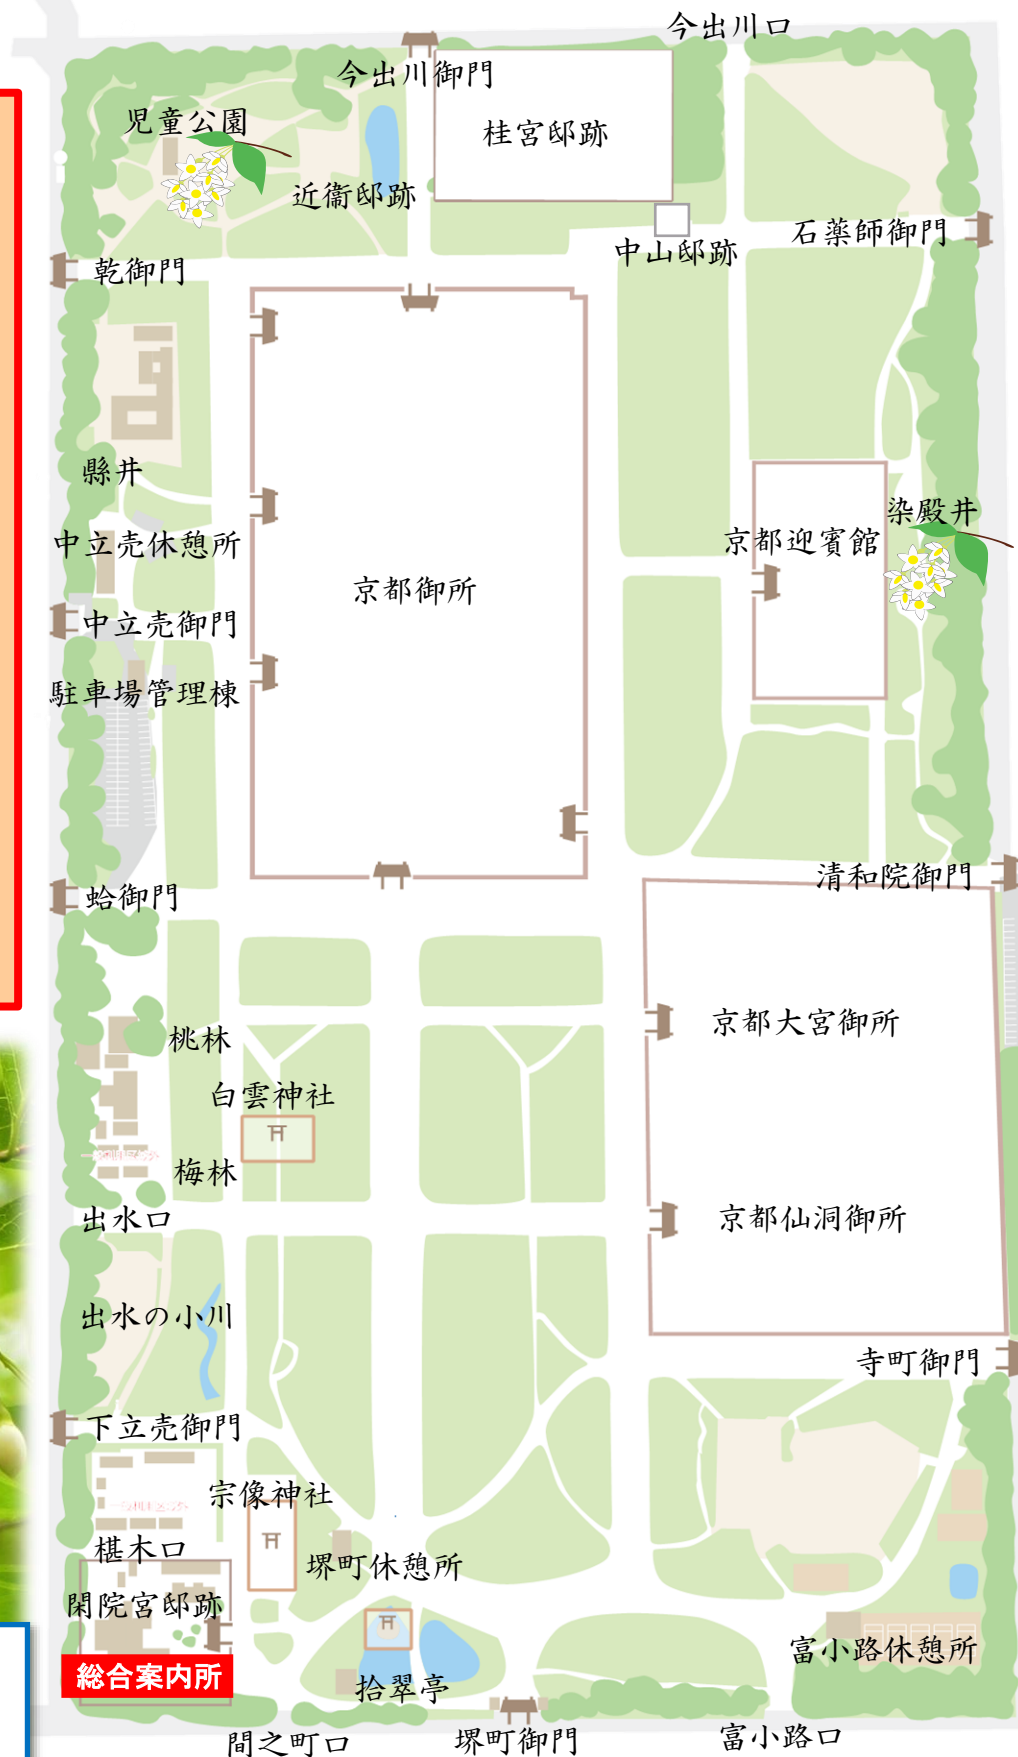 今出川口
今出川御門
児童公園
桂宮邸跡
近衞邸跡
石薬師御門
中山邸跡
乾御門
縣井
染殿井
中立売休憩所
京都迎賓館
京都御所
中立売御門
駐車場管理棟
清和院御門
蛤御門
京都大宮御所
桃林
白雲神社
梅林
出水口
京都仙洞御所
出水の小川
寺町御門
下立売御門
宗像神社
椹木口
堺町休憩所
閑院宮邸跡
富小路休憩所
総合案内所
拾翠亭
間之町口
堺町御門
富小路口